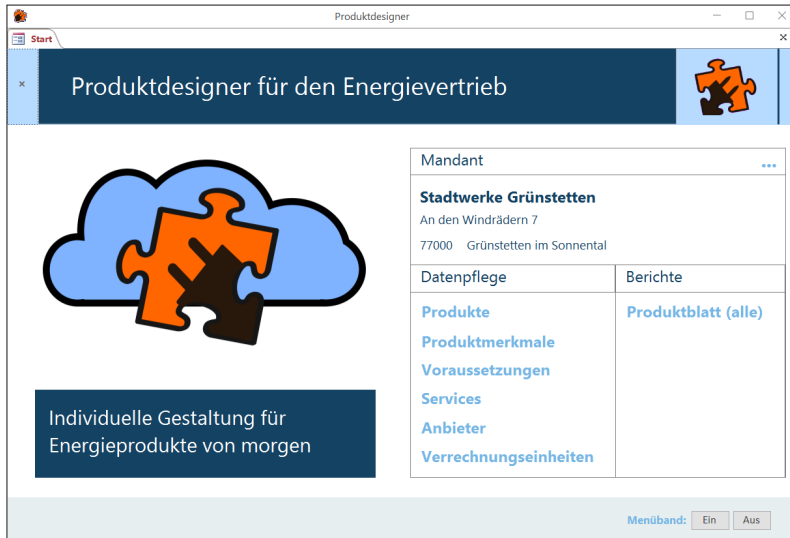 Produktdesigner
Start
Produktdesigner für den Energievertrieb
Mandant ...
Stadtwerke Grünstetten
An den Windrädern 7
77000 Grünstetten im Sonnental
Datenpflege
Produkte
Produktmerkmale
Voraussetzungen
Services
Anbieter
Verrechnungseinheiten
Berichte
Produktblatt (alle)
Individuelle Gestaltung für
Energieprodukte von morgen
Menüband: Ein Aus